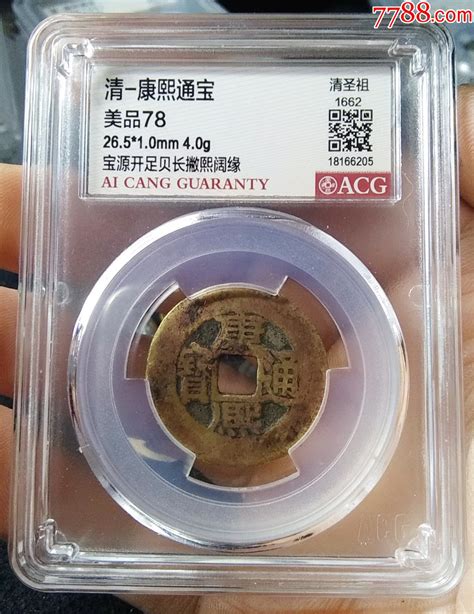 7788.com
清-康熙通宝
美品78
26.5*1.0mm 4.0g
宝源开足贝长撇熙阔缘
AI CANG GUARANTY
清圣祖
1662
18166205
ACG
康熙通寶
ACG